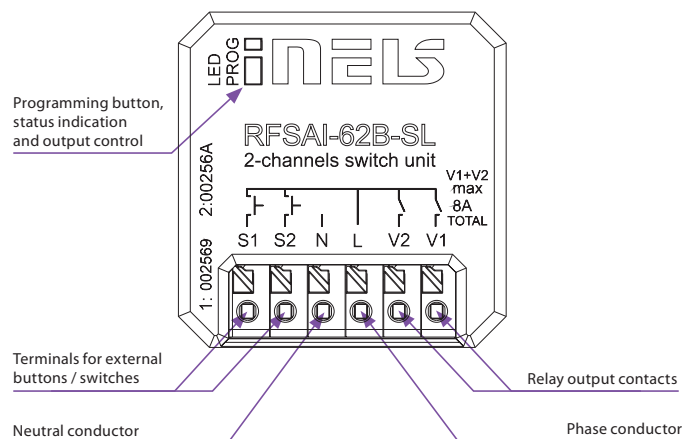 iNELS
LED
PROG
Programming button,
status indication
and output control
RFSAI-62B-SL
2-channels switch unit
2:00256A
1: 002569
V1+V2
max
8A
TOTAL
S1 S2 N L V2 V1
Terminals for external
buttons / switches
Relay output contacts
Neutral conductor
Phase conductor